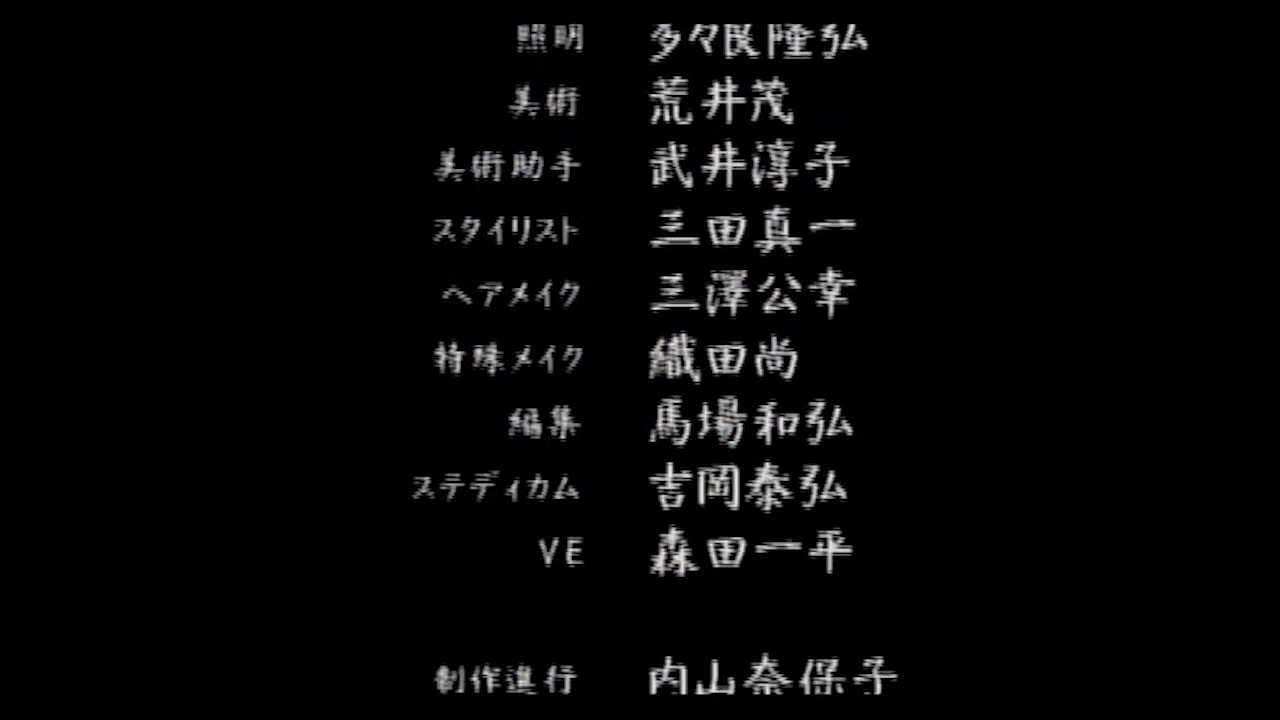 照明 多々良隆弘
美術 荒井茂
美術助手 武井淳子
スタイリスト 三田真一
ヘアメイク 三澤公幸
特殊メイク 織田尚
編集 馬場和弘
ステディカム 吉岡泰弘
VE 森田一平
制作進行 内山奈保子